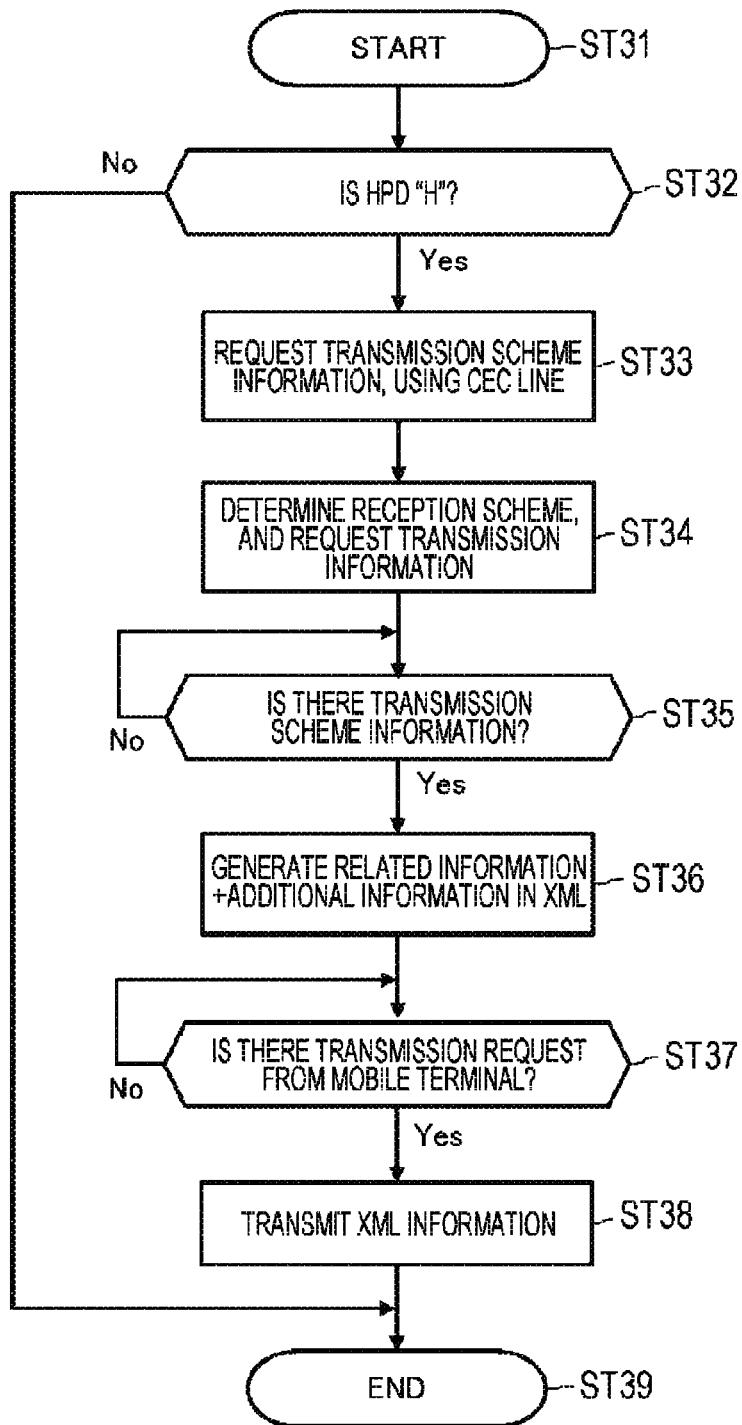 START
ST31
No
IS HPD "H"?
ST32
Yes
REQUEST TRANSMISSION SCHEME
INFORMATION, USING CEC LINE
ST33
DETERMINE RECEPTION SCHEME,
AND REQUEST TRANSMISSION
INFORMATION
ST34
IS THERE TRANSMISSION
SCHEME INFORMATION?
ST35
No
Yes
GENERATE RELATED INFORMATION
+ADDITIONAL INFORMATION IN XML
ST36
IS THERE TRANSMISSION REQUEST
FROM MOBILE TERMINAL?
ST37
No
Yes
TRANSMIT XML INFORMATION
ST38
END
ST39